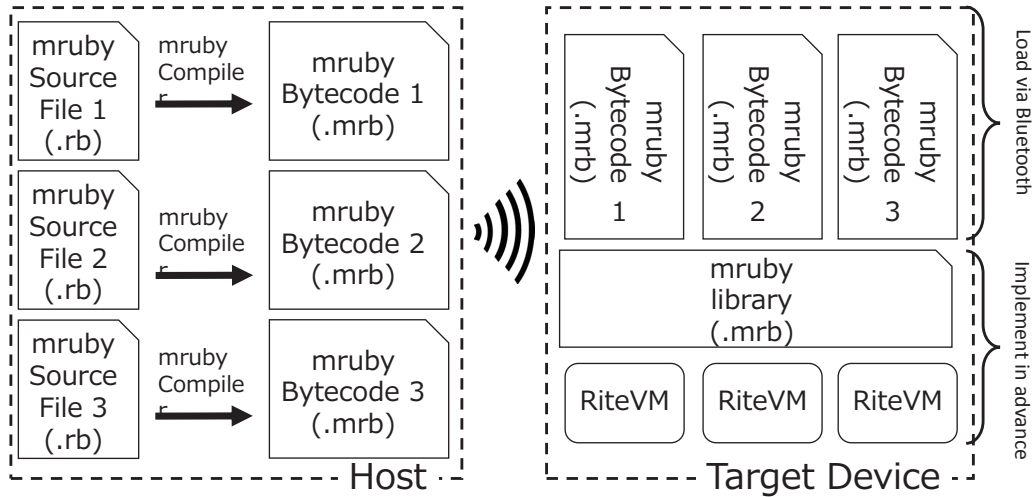 mruby
Source
File 1
(.rb)
mruby
Compile
r
mruby
Bytecode 1
(.mrb)
mruby
Source
File 2
(.rb)
mruby
Compile
r
mruby
Bytecode 2
(.mrb)
mruby
Source
File 3
(.rb)
mruby
Compile
r
mruby
Bytecode 3
(.mrb)
Host
mruby
Bytecode
(.mrb)
1
mruby
Bytecode
(.mrb)
2
mruby
Bytecode
(.mrb)
3
Load via Bluetooth
mruby
library
(.mrb)
RiteVM
RiteVM
RiteVM
Implement in advance
Target Device